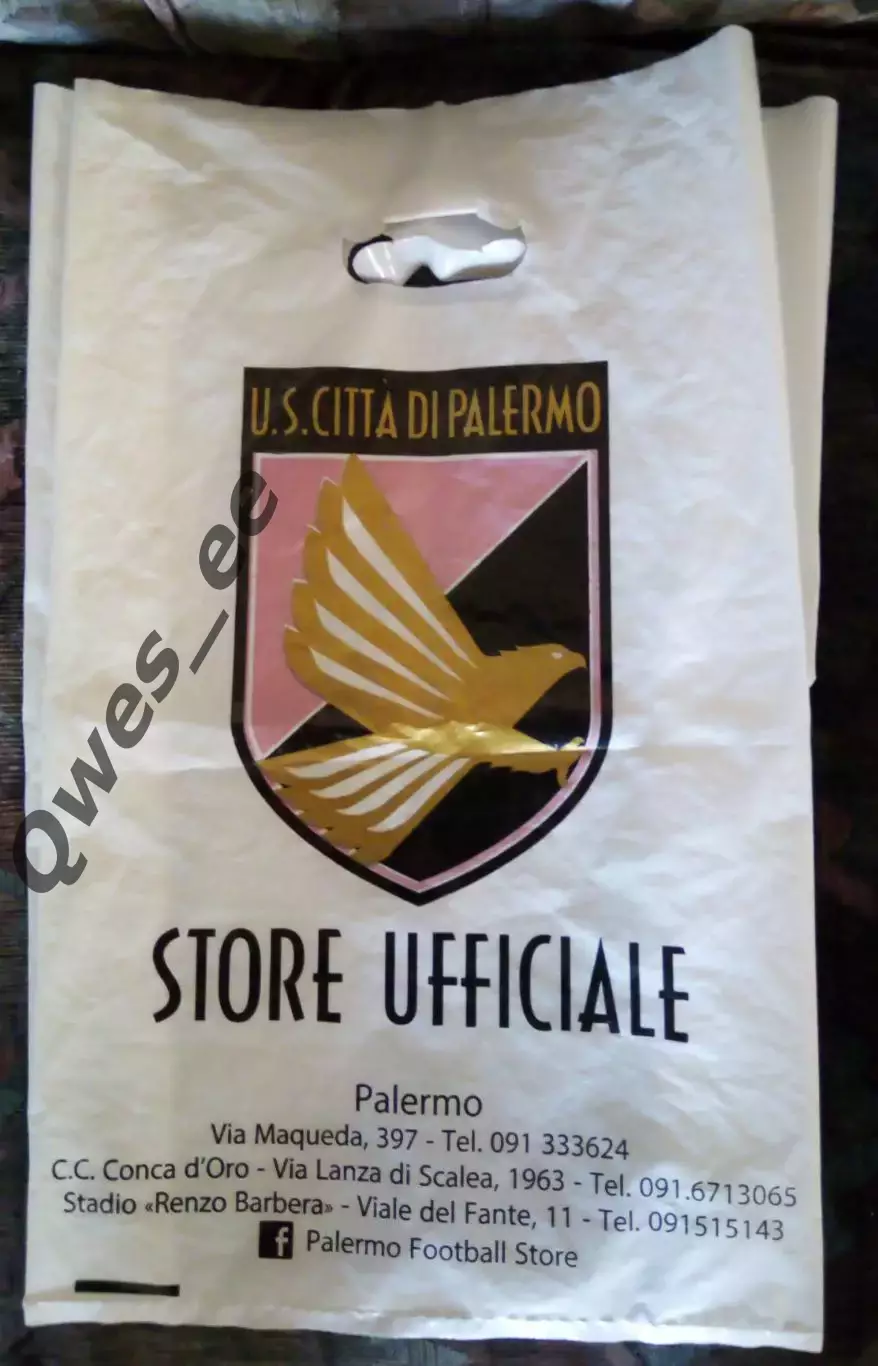 U.S.CITTÀ DI PALERMO
Qwes_ee
STORE UFFICIALE
Palermo
Via Maqueda, 397 - Tel. 091 333624
C.C. Conca d'Oro - Via Lanza di Scalea, 1963 - Tel. 091.6713065
Stadio «Renzo Barbera» - Viale del Fante, 11 - Tel. 091515143
f Palermo Football Store